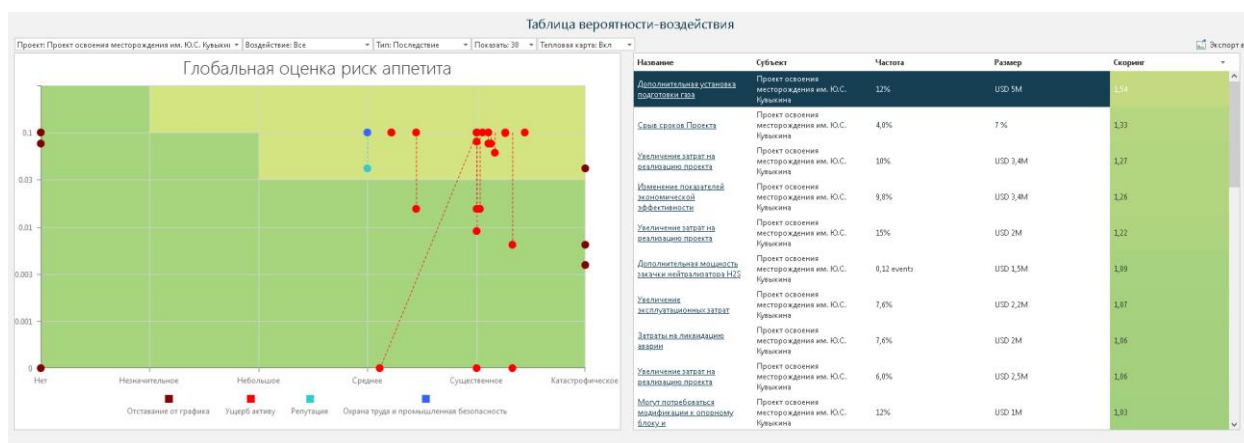 Таблица вероятности-воздействия
Проект: Проект освоения месторождения им. Ю.С. Кувыкин
Воздействие: Все
Тип: Последствие
Показать: 30
Тепловая карта: Вкл
Экспорт в
Глобальная оценка риск аппетита
0.1
0.03
0.01
0.003
0.001
0
Нет Незначительное Небольшое Среднее Существенное Катастрофическое
Отставание от графика Ущерб активу Репутация Охрана труда и промышленная безопасность
Название Субъект Частота Размер Скоринг
Дополнительная установка
подготовки газа
Проект освоения
месторождения им. Ю.С.
Кувыкина
12% USD 5M 1,54
Срыв сроков Проекта
Проект освоения
месторождения им. Ю.С.
Кувыкина
4,0% 7 % 1,33
Увеличение затрат на
реализацию проекта
Проект освоения
месторождения им. Ю.С.
Кувыкина
10% USD 3,4M 1,27
Изменение показателей
экономической
эффективности
Проект освоения
месторождения им. Ю.С.
Кувыкина
9,8% USD 3,4M 1,26
Увеличение затрат на
реализацию проекта
Проект освоения
месторождения им. Ю.С.
Кувыкина
15% USD 2M 1,22
Дополнительная мощность
закачки нейтрализатора H2S
Проект освоения
месторождения им. Ю.С.
Кувыкина
0,12 events USD 1,5M 1,09
Увеличение
эксплуатационных затрат
Проект освоения
месторождения им. Ю.С.
Кувыкина
7,6% USD 2,2M 1,07
Затраты на ликвидацию
аварии
Проект освоения
месторождения им. Ю.С.
Кувыкина
7,6% USD 2M 1,06
Увеличение затрат на
реализацию проекта
Проект освоения
месторождения им. Ю.С.
Кувыкина
6,0% USD 2,5M 1,06
Могут потребоваться
модификации к опорному
блоку и
Проект освоения
месторождения им. Ю.С.
Кувыкина
12% USD 1M 1,03